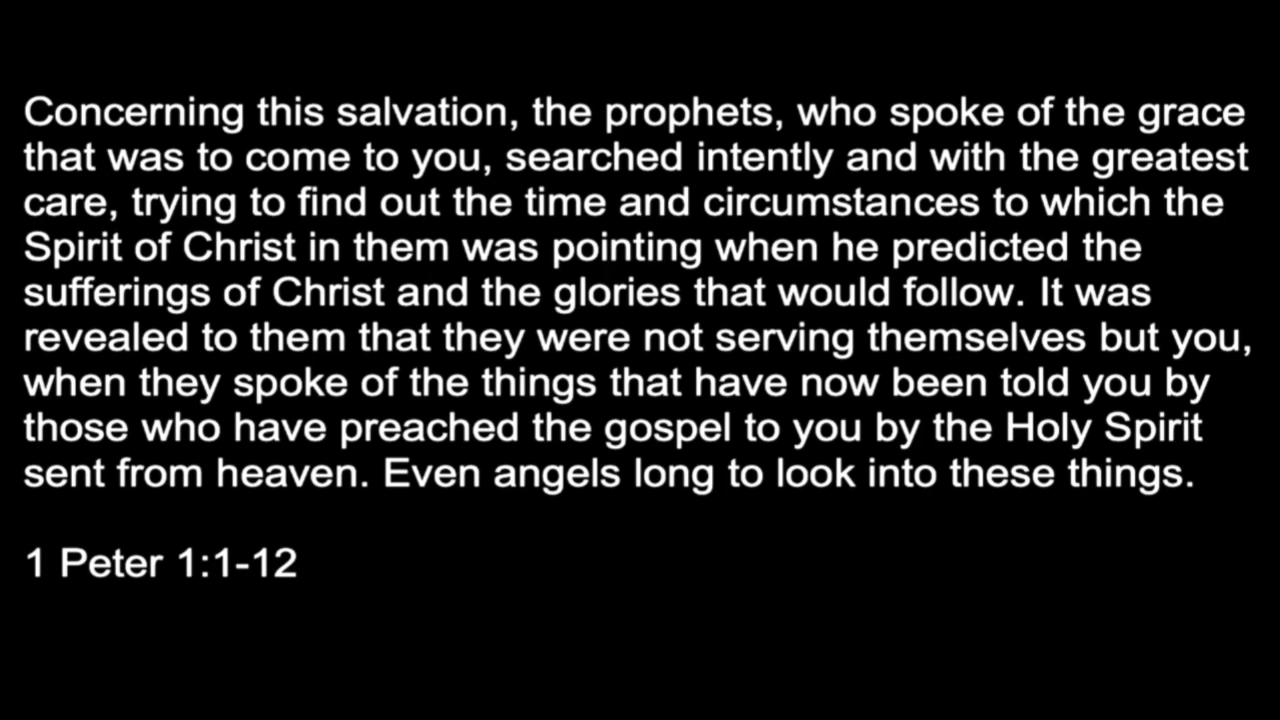 Concerning this salvation, the prophets, who spoke of the grace
that was to come to you, searched intently and with the greatest
care, trying to find out the time and circumstances to which the
Spirit of Christ in them was pointing when he predicted the
sufferings of Christ and the glories that would follow. It was
revealed to them that they were not serving themselves but you,
when they spoke of the things that have now been told you by
those who have preached the gospel to you by the Holy Spirit
sent from heaven. Even angels long to look into these things.
1 Peter 1:1-12